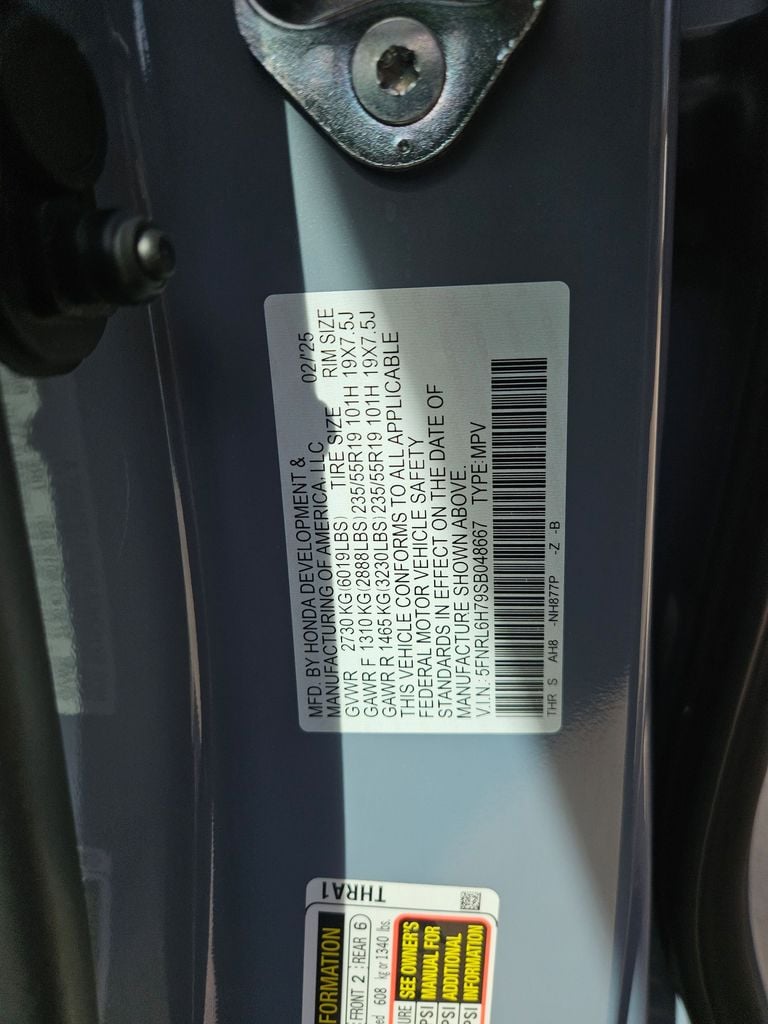 MFD. BY HONDA DEVELOPMENT &
MANUFACTURING OF AMERICA, LLC 02/'25
TIRE SIZE RIM SIZE
GVWR 2730 KG (6019LBS)
GAWR F 1310 KG (2888LBS) 235/55R19 101H 19X7.5J
GAWR R 1465 KG (3230LBS) 235/55R19 101H 19X7.5J
THIS VEHICLE CONFORMS TO ALL APPLICABLE
FEDERAL MOTOR VEHICLE SAFETY
STANDARDS IN EFFECT ON THE DATE OF
MANUFACTURE SHOWN ABOVE.
V.I.N.: 5FNRL6H79SB048667 TYPE:MPV
THR S AH8 -NH877P -Z -B
THRA1
FRONT 2 REAR 6
608 kg or 1340 lbs.
SEE OWNER'S
MANUAL FOR
ADDITIONAL
INFORMATION
PSI
PSI
PSI